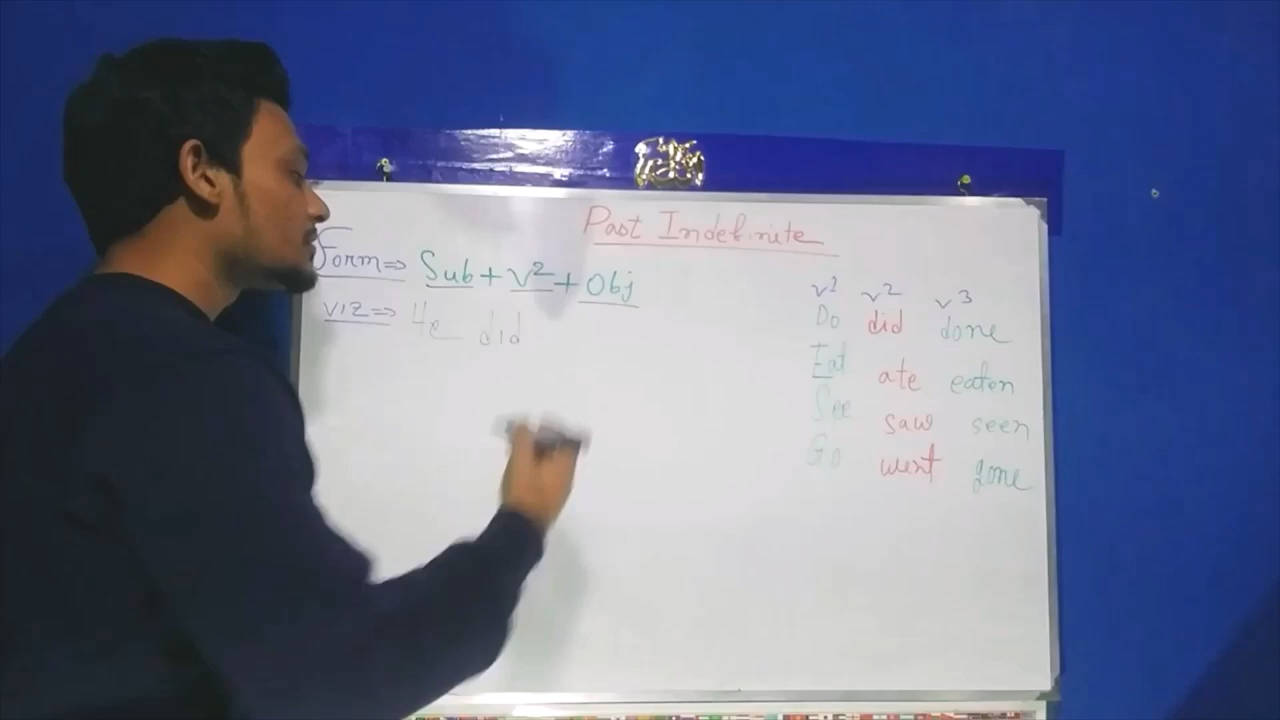 Past Indefinite
Form⇒ Sub + V² + Obj
viz⇒ He did
v¹ v² v³
Do did done
Eat ate eaten
See saw seen
Go went gone